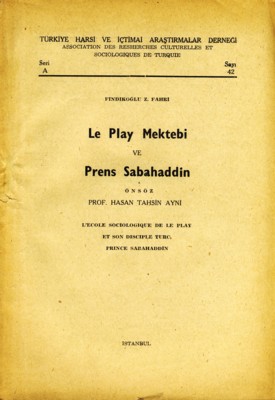 TÜRKİYE HARSİ VE İÇTİMAİ ARAŞTIRMALAR DERNEĞİ
ASSOCIATION DES RESHERCHES CULTURELLES ET
SOCIOLOGIQUES DE TURQUIE
Seri Sayı
A 42
FINDIKOĞLU Z. FAHRİ
Le Play Mektebi
VE
Prens Sabahaddin
ÖNSÖZ
PROF. HASAN TAHSİN AYNİ
L'ECOLE SOCIOLOGIQUE DE LE PLAY
ET SON DISCIPLE TURC.
PRINCE SABAHADDİN
İSTANBUL